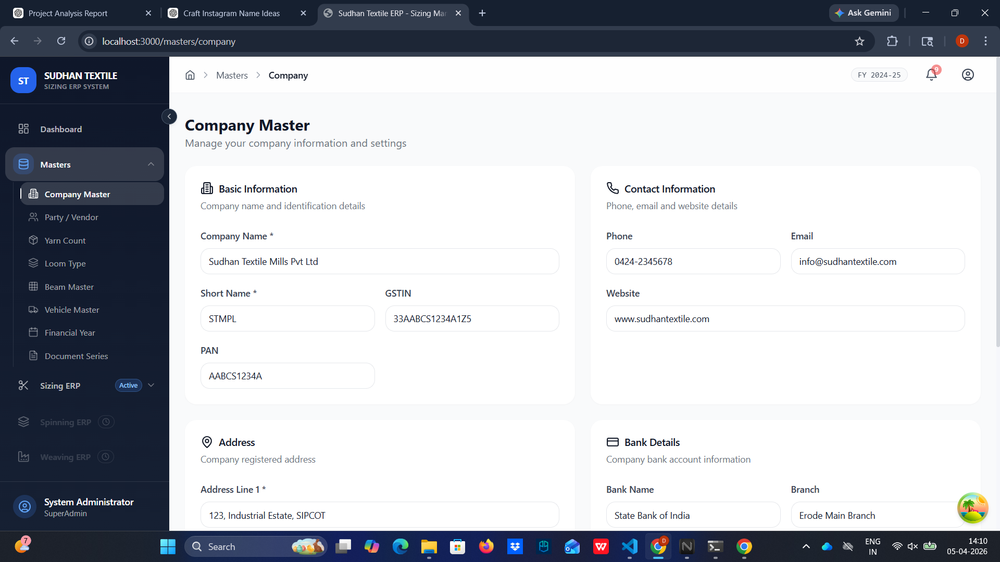 Project Analysis Report
Craft Instagram Name Ideas
Sudhan Textile ERP - Sizing Mar
Ask Gemini
localhost:3000/masters/company
D
ST
SUDHAN TEXTILE
SIZING ERP SYSTEM
Masters
Company
FY 2024-25
9
Dashboard
Masters
Company Master
Party / Vendor
Yarn Count
Loom Type
Beam Master
Vehicle Master
Financial Year
Document Series
Sizing ERP
Active
Spinning ERP
Weaving ERP
System Administrator
SuperAdmin
Company Master
Manage your company information and settings
Basic Information
Company name and identification details
Company Name *
Sudhan Textile Mills Pvt Ltd
Short Name *
GSTIN
STMPL
33AABCS1234A1Z5
PAN
AABCS1234A
Contact Information
Phone, email and website details
Phone
Email
0424-2345678
info@sudhantextile.com
Website
www.sudhantextile.com
Address
Company registered address
Address Line 1 *
123, Industrial Estate, SIPCOT
Bank Details
Company bank account information
Bank Name
Branch
State Bank of India
Erode Main Branch
7
Search
D
ENG
IN
14:10
05-04-2026